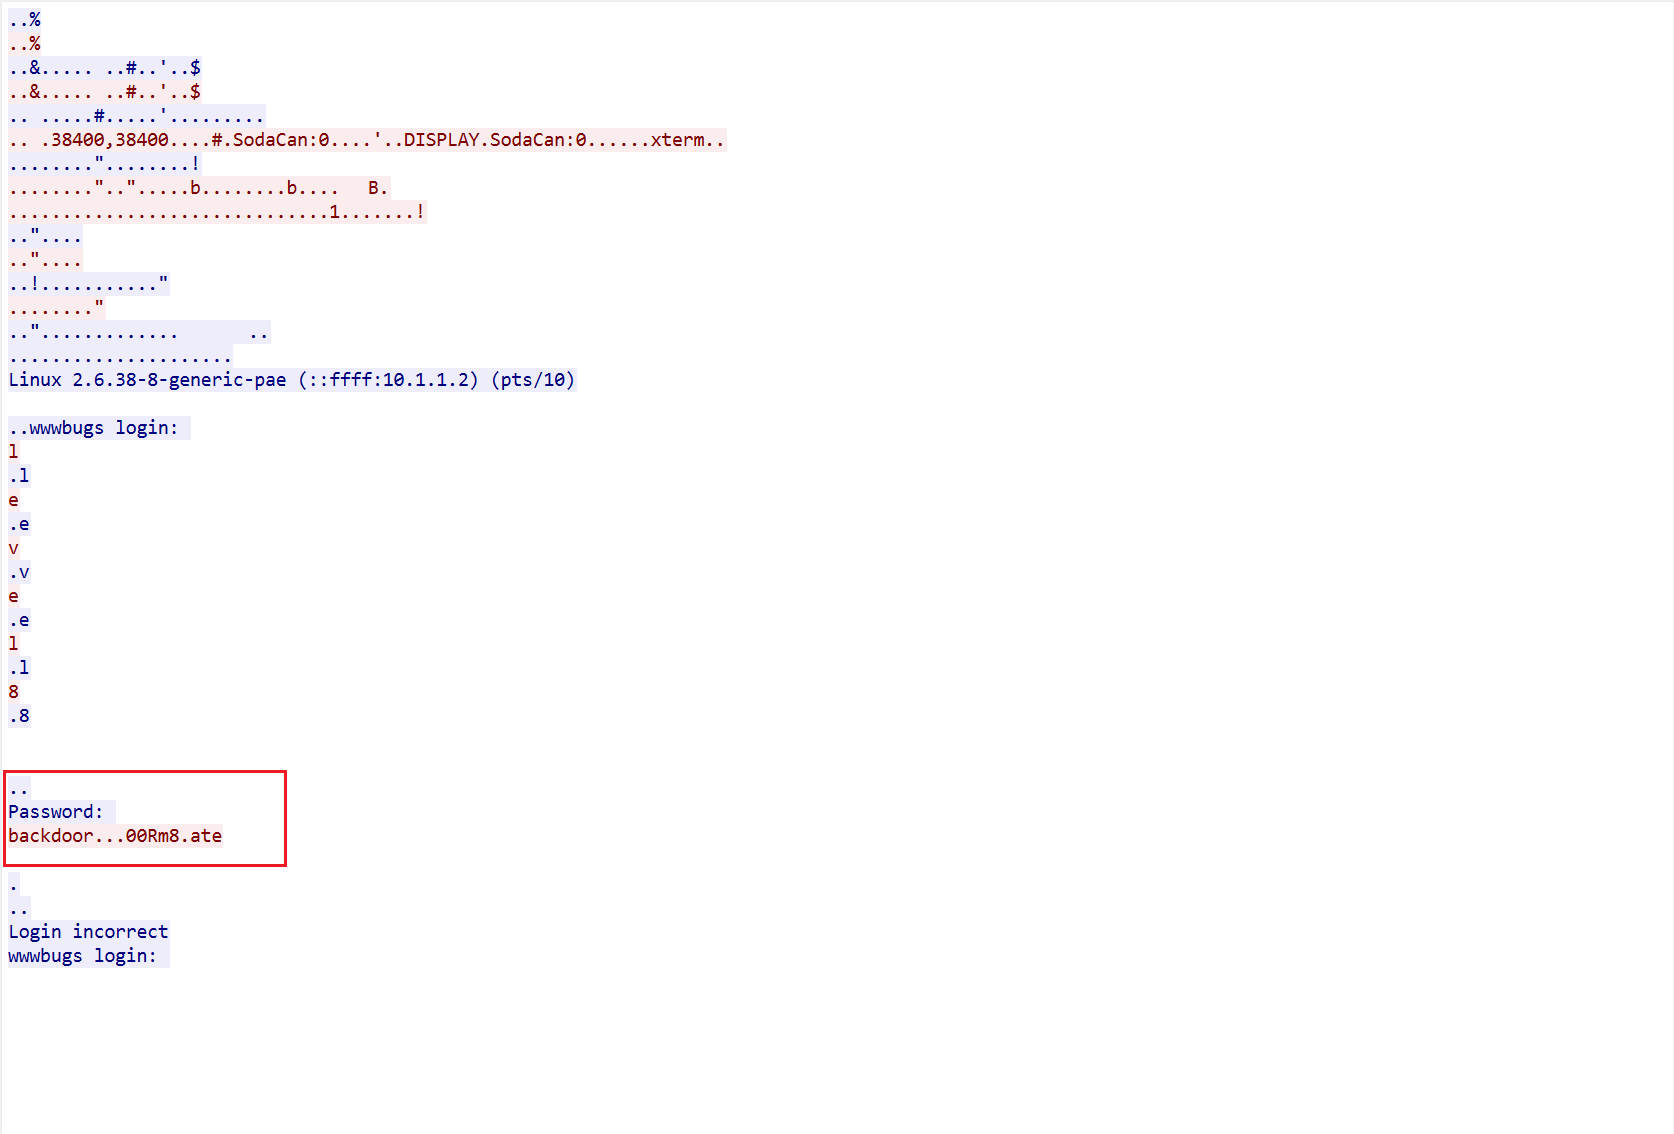 ..%
..%
..&..... ..#..'..$
..&..... ..#..'..$
.. .....#.....'.........
.. .38400,38400....#.SodaCan:0....'..DISPLAY.SodaCan:0......xterm..
........"........!
........"..".....b........b....   B.
..............................1.......!
.."....
.."....
..!..........."
........"
..".............       ..
.....................
Linux 2.6.38-8-generic-pae (::ffff:10.1.1.2) (pts/10)
..wwwbugs login:
l
.l
e
.e
v
.v
e
.e
l
.l
8
.8
..
Password:
backdoor...00Rm8.ate
.
..
Login incorrect
wwwbugs login: